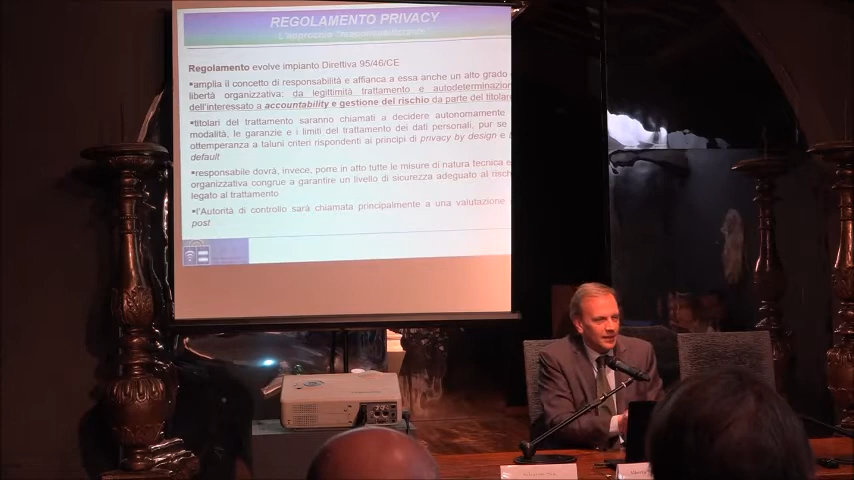 REGOLAMENTO PRIVACY
L'approccio "responsabilizzante"
Regolamento evolve impianto Direttiva 95/46/CE
▪amplia il concetto di responsabilità e affianca a essa anche un alto grado
libertà organizzativa: da legittimità trattamento e autodeterminazion
dell'interessato a accountability e gestione del rischio da parte del titolar
▪titolari del trattamento saranno chiamati a decidere autonomamente
modalità, le garanzie e i limiti del trattamento dei dati personali, pur se
ottemperanza a taluni criteri rispondenti ai principi di privacy by design e
default
▪responsabile dovrà, invece, porre in atto tutte le misure di natura tecnica e
organizzativa congrue a garantire un livello di sicurezza adeguato al risch
legato al trattamento
▪l'Autorità di controllo sarà chiamata principalmente a una valutazione
post